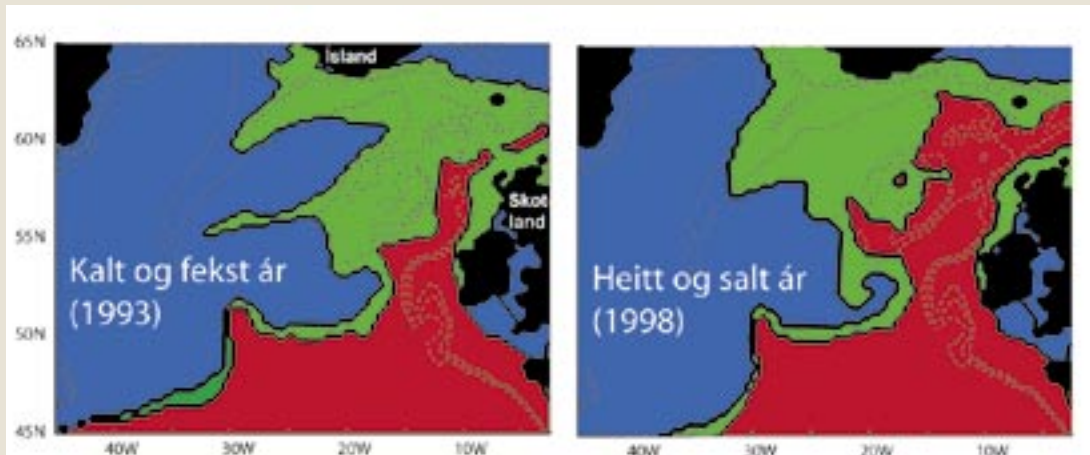 65N
60N
55N
50N
45N
40W
30W
20W
10W
Ísland
Skot
land
Kalt og fekst ár
(1993)
40W
30W
20W
10W
Heitt og salt ár
(1998)